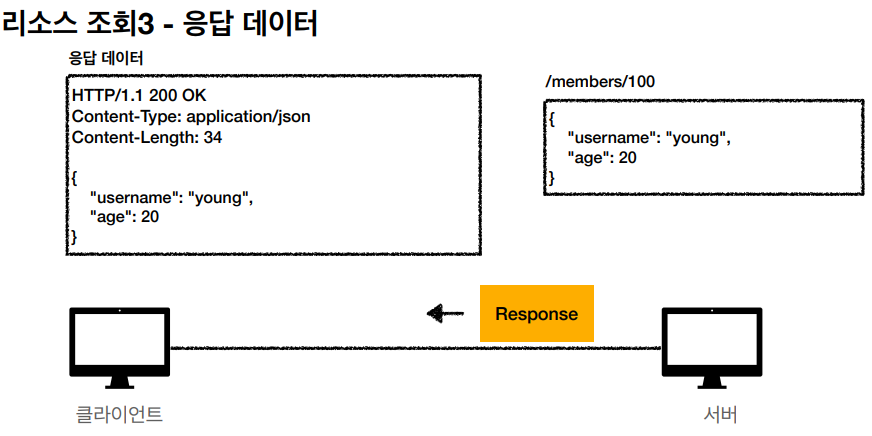 리소스 조회3 - 응답 데이터
응답 데이터
HTTP/1.1 200 OK
Content-Type: application/json
Content-Length: 34
{
"username": "young",
"age": 20
}
/members/100
{
"username": "young",
"age": 20
}
Response
클라이언트
서버